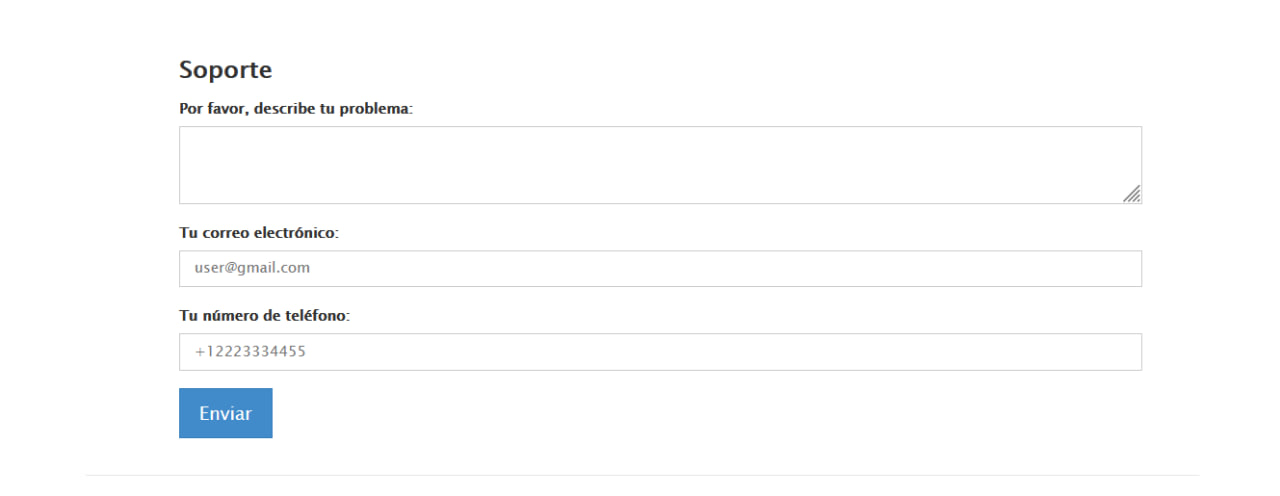 Soporte
Por favor, describe tu problema:
Tu correo electrónico:
user@gmail.com
Tu número de teléfono:
+12223334455
Enviar